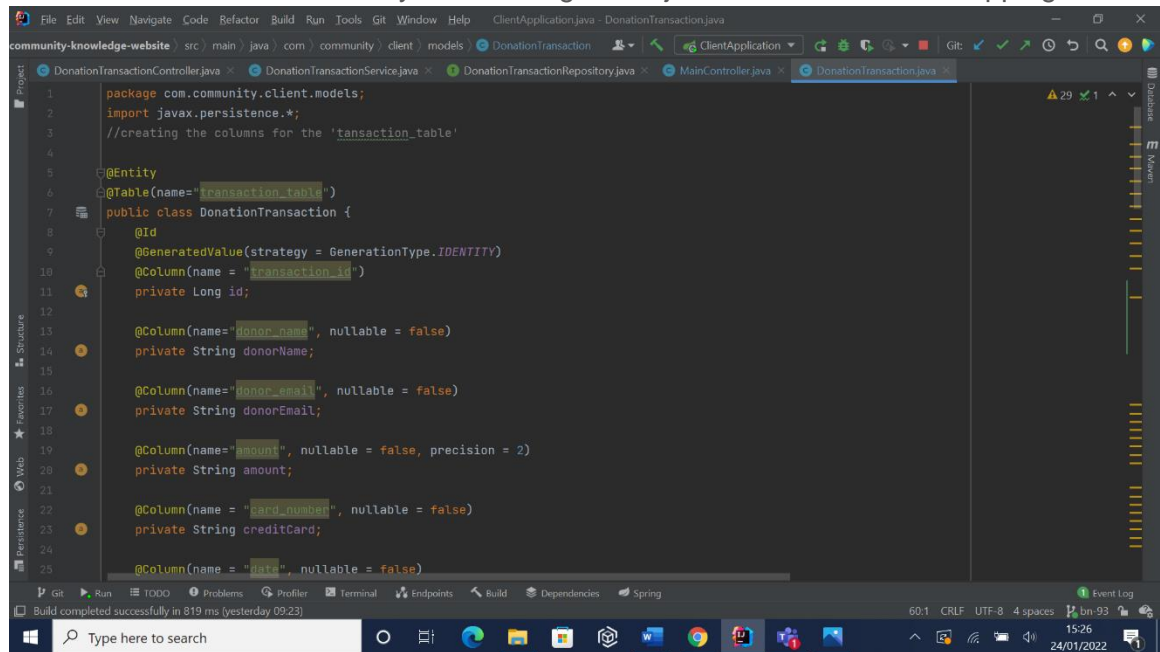 File Edit View Navigate Code Refactor Build Run Tools Git Window Help ClientApplication.java - DonationTransaction.java
community-knowledge-website src main java com community client models DonationTransaction ClientApplication Git:
Project
DonationTransactionController.java DonationTransactionService.java DonationTransactionRepository.java MainController.java DonationTransaction.java
Database
Maven
29 1
1 package com.community.client.models;
2 import javax.persistence.*;
3 //creating the columns for the 'tansaction_table'
4
5 @Entity
6 @Table(name="transaction_table")
7 public class DonationTransaction {
8 @Id
9 @GeneratedValue(strategy = GenerationType.IDENTITY)
10 @Column(name = "transaction_id")
11 private Long id;
12
13 @Column(name="donor_name", nullable = false)
14 private String donorName;
15
16 @Column(name="donor_email", nullable = false)
17 private String donorEmail;
18
19 @Column(name="amount", nullable = false, precision = 2)
20 private String amount;
21
22 @Column(name = "card_number", nullable = false)
23 private String creditCard;
24
25 @Column(name = "date", nullable = false)
Structure
Favorites
Web
Persistence
Git Run TODO Problems Profiler Terminal Endpoints Build Dependencies Spring 1 Event Log
Build completed successfully in 819 ms (yesterday 09:23) 60:1 CRLF UTF-8 4 spaces bn-93
Type here to search
15:26
24/01/2022